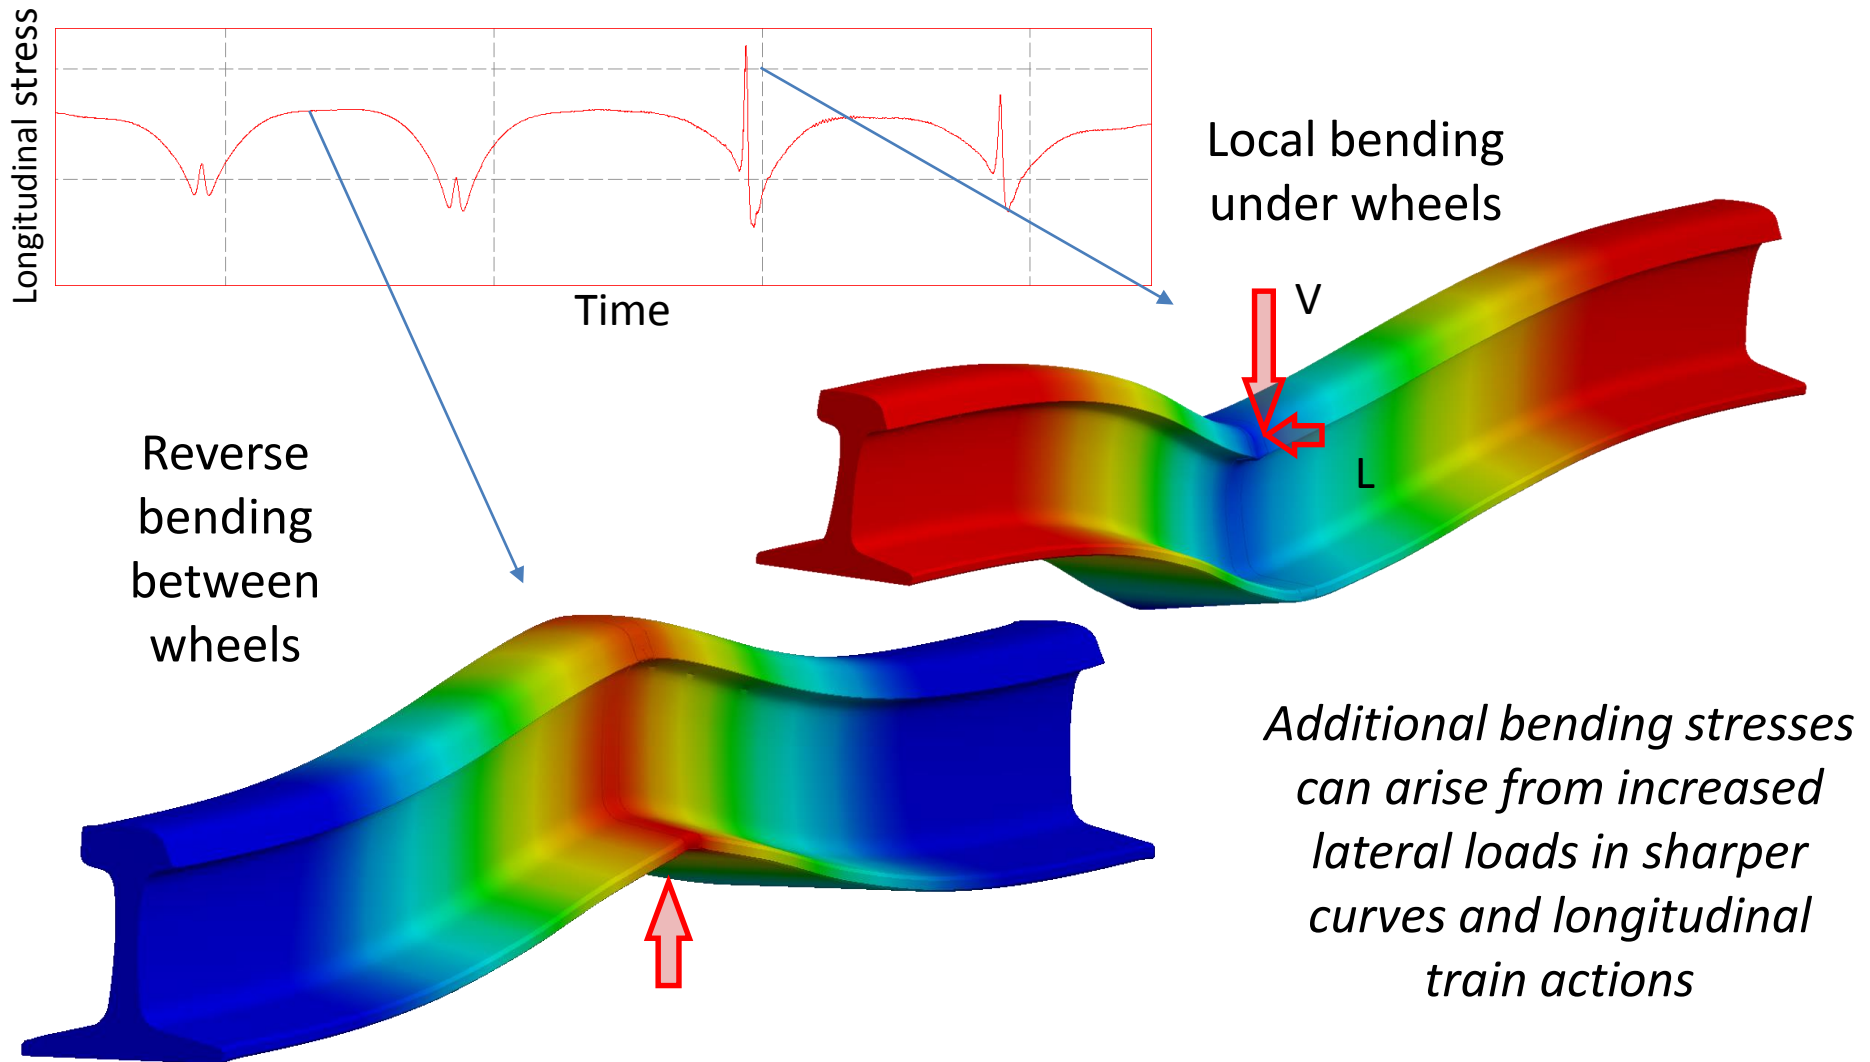 Longitudinal stress
Time
Local bending
under wheels
V
L
Reverse
bending
between
wheels
Additional bending stresses
can arise from increased
lateral loads in sharper
curves and longitudinal
train actions